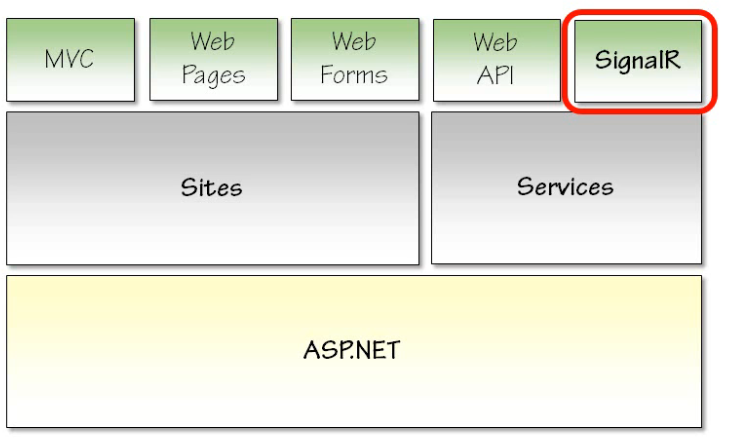 MVC
Web
Pages
Web
Forms
Web
API
SignalR
Sites
Services
ASP.NET